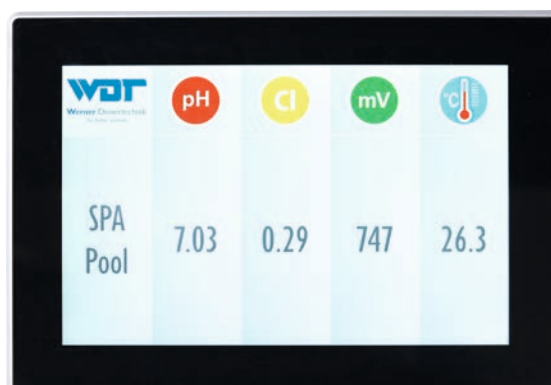 WDT
Werner Dosiertechnik
pH
Cl
mV
°C
SPA
Pool
7.03
0.29
747
26.3